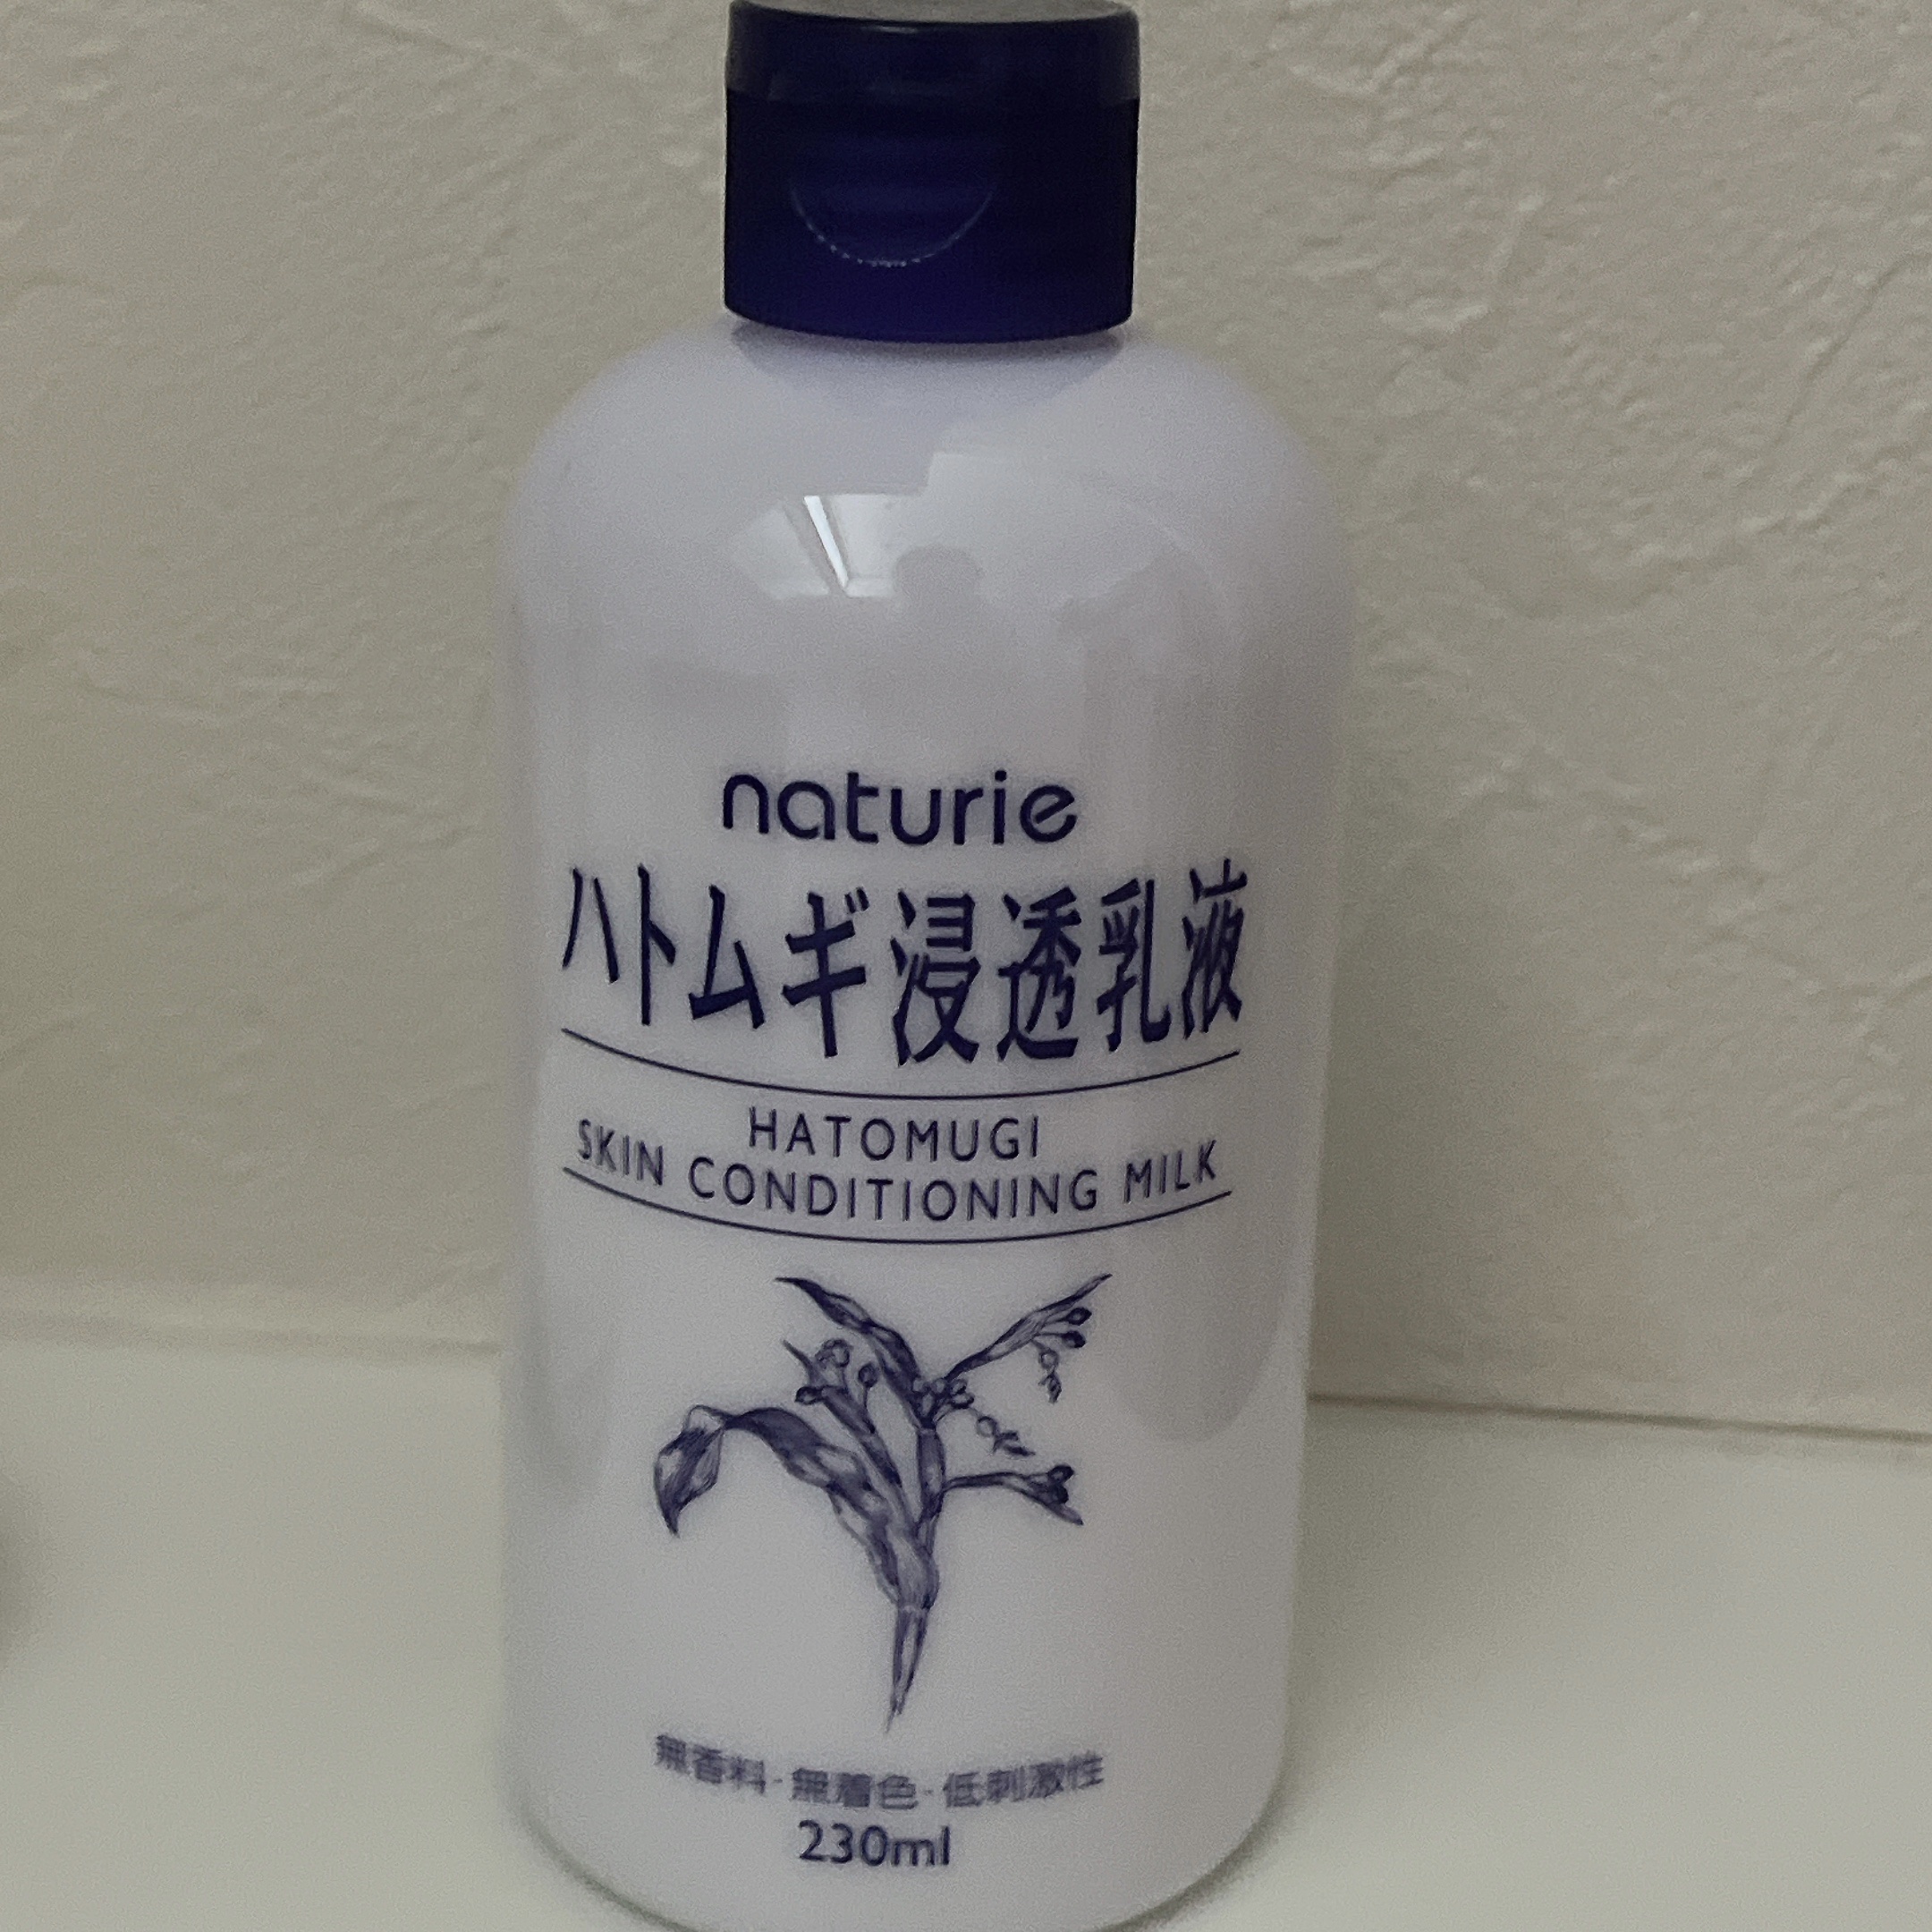 naturie
ハトムギ浸透乳液
HATOMUGI
SKIN CONDITIONING MILK
無香料・無着色・低刺激性
230ml